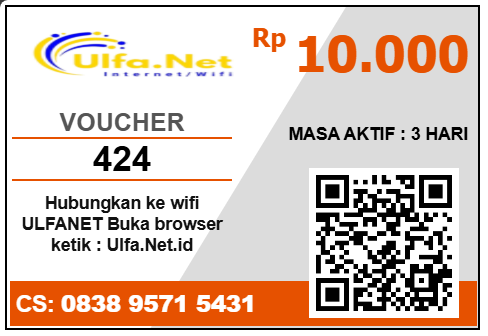 Ulfa.Net
Internet/Wifi
Rp 10.000
VOUCHER
424
MASA AKTIF : 3 HARI
Hubungkan ke wifi
ULFANET Buka browser
ketik : Ulfa.Net.id
CS: 0838 9571 5431